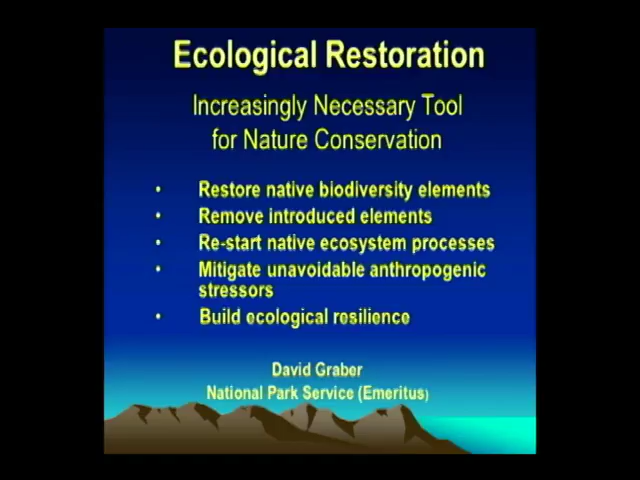 Ecological Restoration
Increasingly Necessary Tool
for Nature Conservation
• Restore native biodiversity elements
• Remove introduced elements
• Re-start native ecosystem processes
• Mitigate unavoidable anthropogenic
stressors
• Build ecological resilience
David Graber
National Park Service (Emeritus)